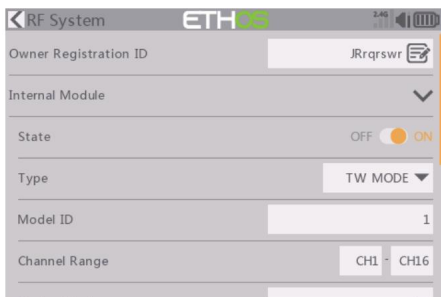 RF System
ETHOS
2.4G
Owner Registration ID JRrqrswr
Internal Module
State OFF ON
Type TW MODE
Model ID 1
Channel Range CH1 - CH16